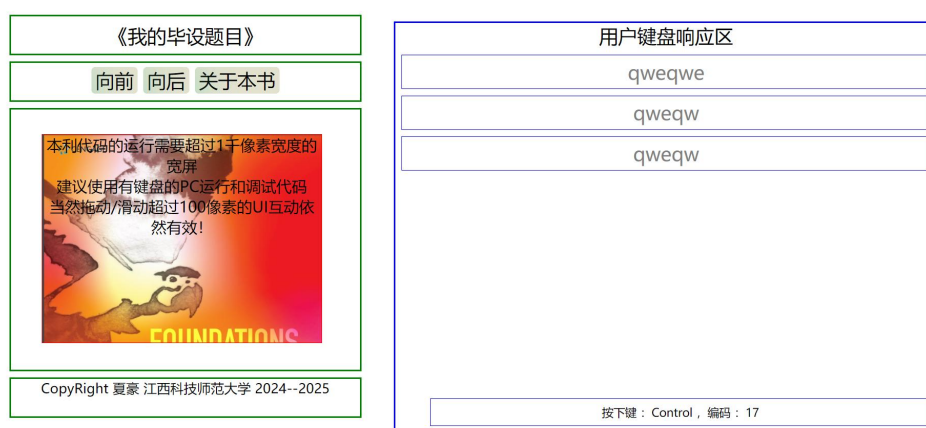 《我的毕设题目》
向前 向后 关于本书
本利代码的运行需要超过1千像素宽度的
宽屏
建议使用有键盘的PC运行和调试代码
当然拖动/滑动超过100像素的UI互动依
然有效！
FOUNDATIONS
CopyRight 夏豪 江西科技师范大学 2024--2025
用户键盘响应区
qweqwe
qweqw
qweqw
按下键：Control，编码：17